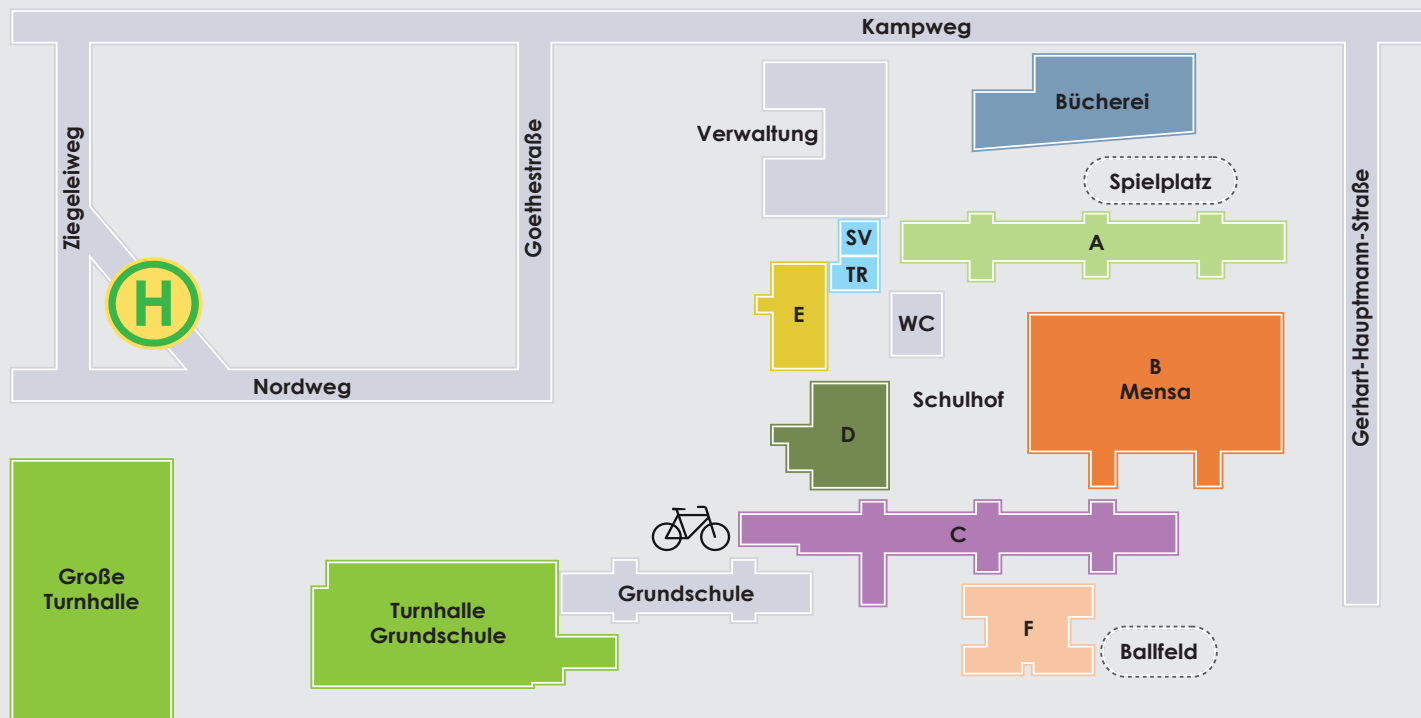 Kampweg
Bücherei
Verwaltung
Ziegeleiweg
Goethestraße
Spielplatz
Gerhart-Hauptmann-Straße
SV
A
TR
H
E
WC
B
Mensa
Nordweg
Schulhof
D
C
Große
Turnhalle
Grundschule
Turnhalle
Grundschule
F
Ballfeld